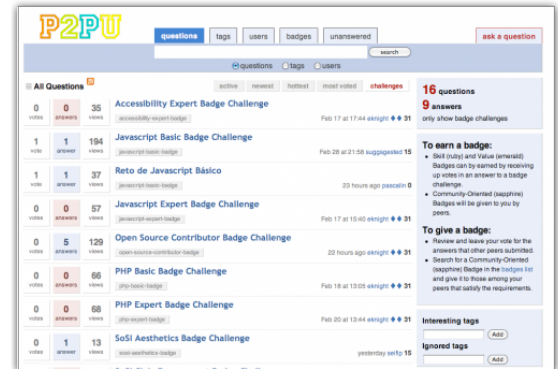 P2PU
questions tags users badges unanswered
ask a question
search
questions tags users
All Questions
active newest hottest most voted challenges
0 votes 0 answers 35 views
Accessibility Expert Badge Challenge
accessibility-expert-badge
Feb 17 at 17:44 eknight ♦♦ 31
1 vote 1 answer 194 views
Javascript Basic Badge Challenge
javascript-basic-badge
Feb 28 at 21:58 suggagested 15
1 votes 1 answer 37 views
Reto de Javascript Básico
javascript-basic-badge
23 hours ago pascalin 0
0 votes 0 answers 57 views
Javascript Expert Badge Challenge
javascript-expert-badge
Feb 17 at 15:40 eknight ♦♦ 31
0 votes 5 answers 129 views
Open Source Contributor Badge Challenge
open-source-contributor-badge
22 hours ago eknight ♦♦ 31
0 votes 0 answers 66 views
PHP Basic Badge Challenge
php-basic-badge
Feb 18 at 13:05 eknight ♦♦ 31
0 votes 0 answers 68 views
PHP Expert Badge Challenge
php-expert-badge
Feb 20 at 13:44 eknight ♦♦ 31
0 votes 1 answer 13 views
SoSI Aesthetics Badge Challenge
sosi-aesthetics-badge
yesterday selfip 15
16 questions
9 answers
only show badge challenges
To earn a badge:
Skill (ruby) and Value (emerald)
Badges can by earned by receiving
up votes in an answer to a badge
challenge.
Community-Oriented (sapphire)
Badges will be given to you by
peers.
To give a badge:
Review and leave your vote for the
answers that other peers submitted.
Search for a Community-Oriented
(sapphire) Badge in the badges list
and give it to those among your
peers that satisfy the requirements.
Interesting tags
Add
Ignored tags
Add